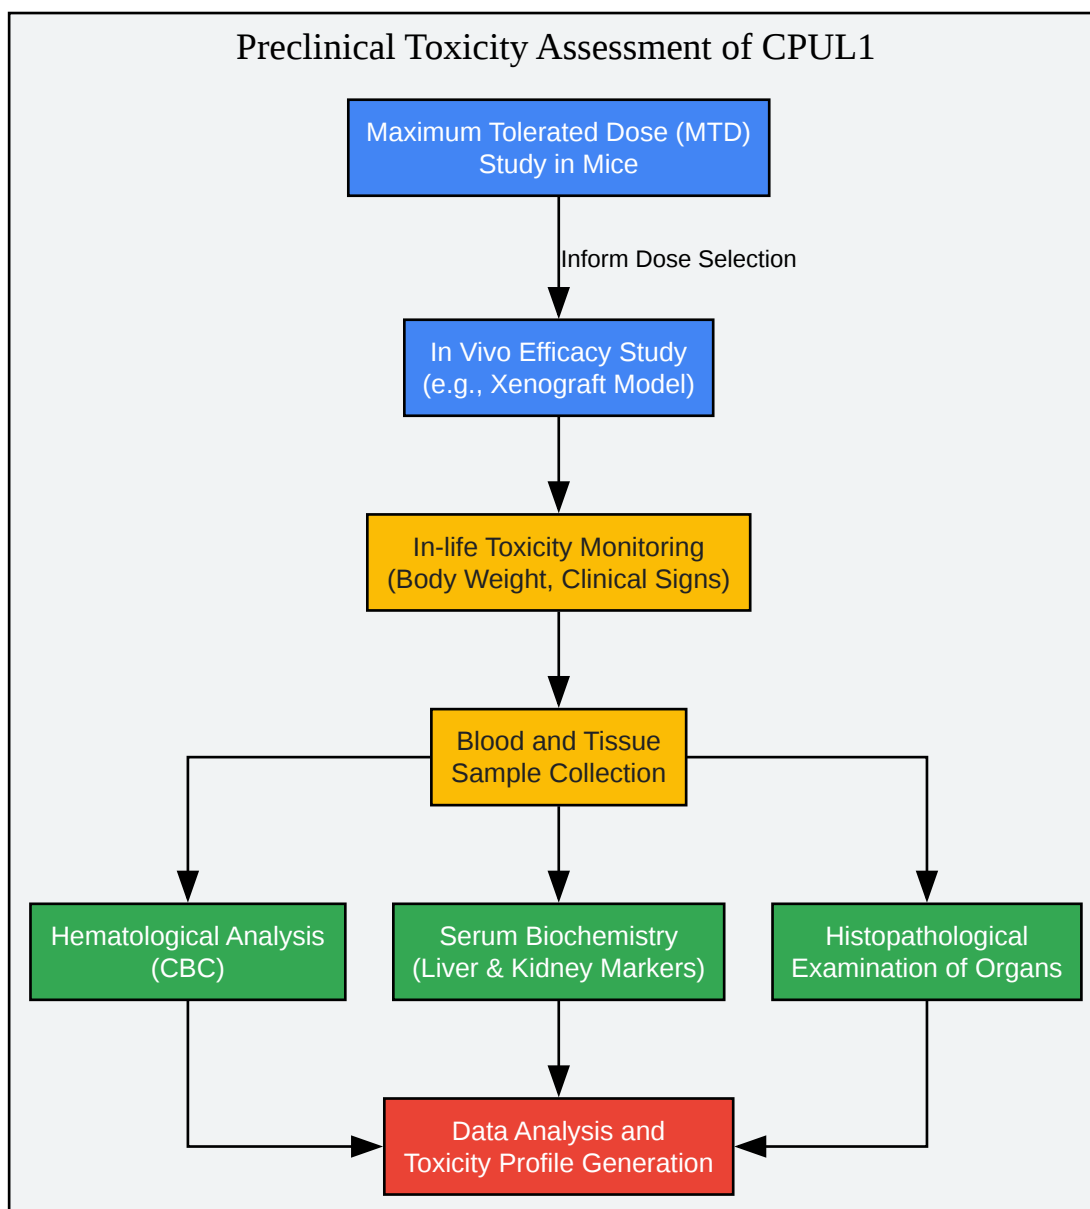 Preclinical Toxicity Assessment of CPUL1
Maximum Tolerated Dose (MTD)
Study in Mice
Inform Dose Selection
In Vivo Efficacy Study
(e.g., Xenograft Model)
In-life Toxicity Monitoring
(Body Weight, Clinical Signs)
Blood and Tissue
Sample Collection
Hematological Analysis
(CBC)
Serum Biochemistry
(Liver & Kidney Markers)
Histopathological
Examination of Organs
Data Analysis and
Toxicity Profile Generation